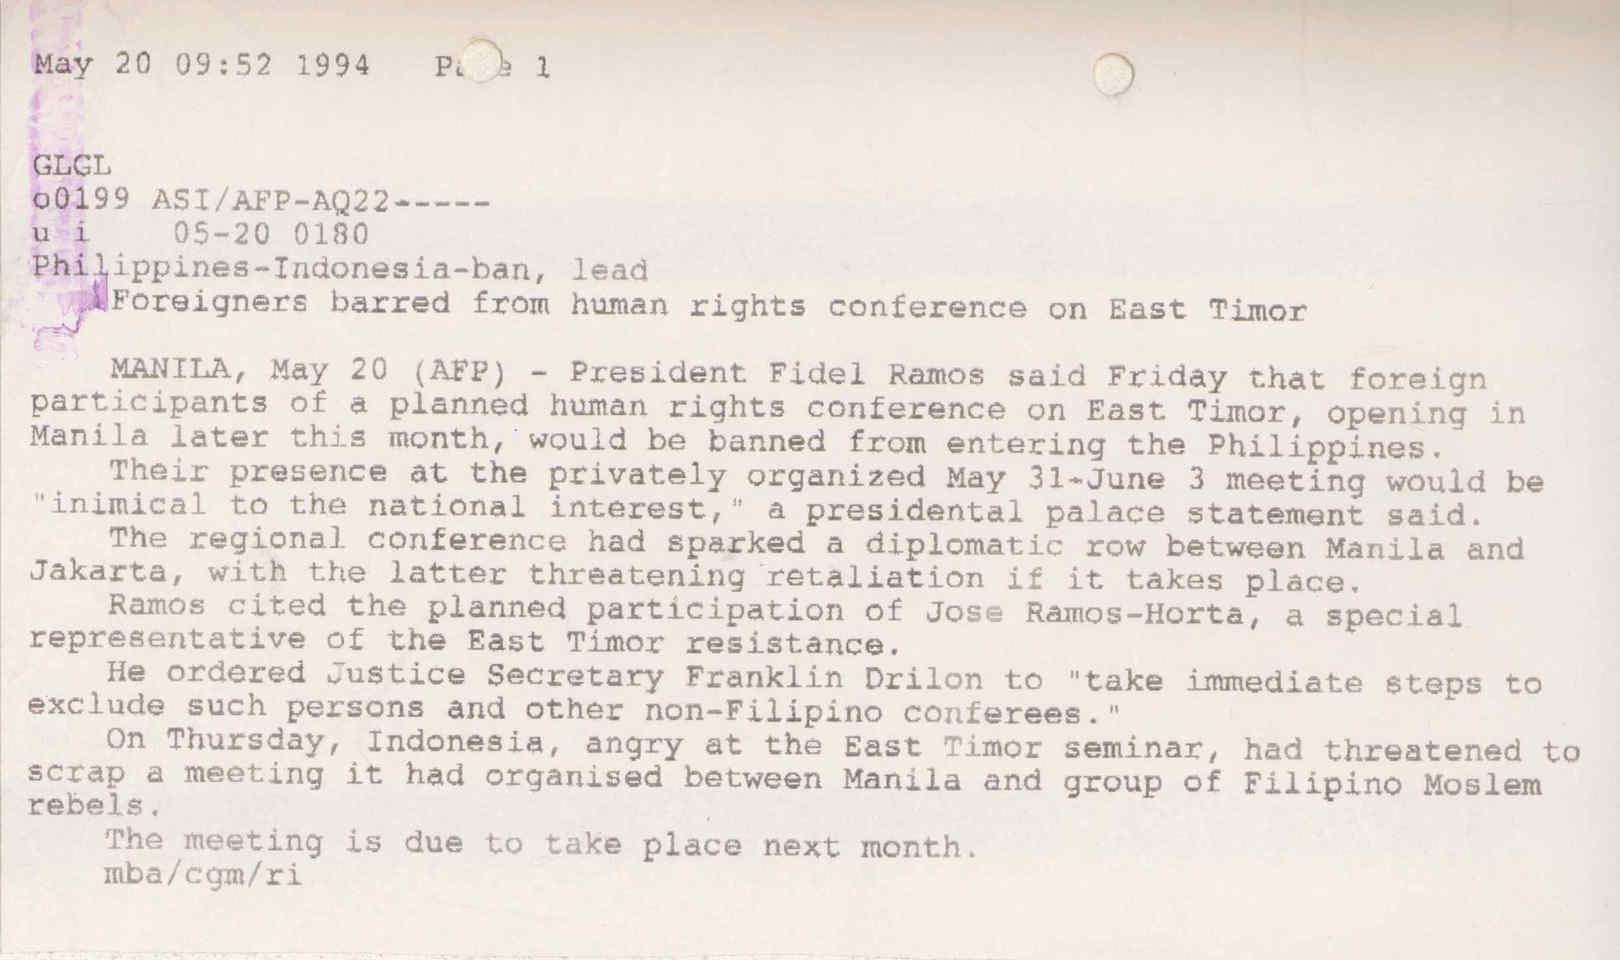 May 20 09:52 1994 Page 1
GLGL
o0199 ASI/AFP-AQ22-----
u i 05-20 0180
Philippines-Indonesia-ban, lead
Foreigners barred from human rights conference on East Timor
MANILA, May 20 (AFP) - President Fidel Ramos said Friday that foreign
participants of a planned human rights conference on East Timor, opening in
Manila later this month, would be banned from entering the Philippines.
Their presence at the privately organized May 31-June 3 meeting would be
"inimical to the national interest," a presidental palace statement said.
The regional conference had sparked a diplomatic row between Manila and
Jakarta, with the latter threatening retaliation if it takes place.
Ramos cited the planned participation of Jose Ramos-Horta, a special
representative of the East Timor resistance.
He ordered Justice Secretary Franklin Drilon to "take immediate steps to
exclude such persons and other non-Filipino conferees."
On Thursday, Indonesia, angry at the East Timor seminar, had threatened to
scrap a meeting it had organised between Manila and group of Filipino Moslem
rebels.
The meeting is due to take place next month.
mba/cgm/ri